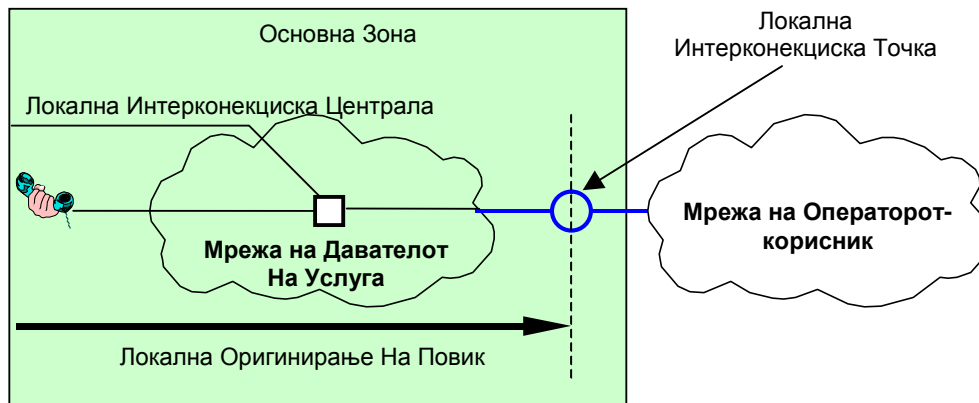 Основна Зона
Локална
Интерконекциска Точка
Локална Интерконекциска Централа
Мрежа на Давателот
На Услуга
Мрежа на Операторот-
корисник
Локална Оригинирање На Повик